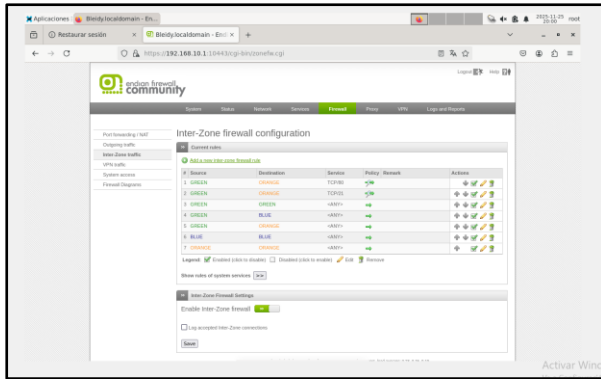 Aplicaciones
Bleidy.localdomain - En...
2025-11-25
20:00
root
Restaurar sesión
Bleidy.localdomain - Endi
https://192.168.10.1:10443/cgi-bin/zonefw.cgi
endian firewall
community
Logout
Help
System Status Network Services Firewall Proxy VPN Logs and Reports
Port forwarding / NAT
Outgoing traffic
Inter-Zone traffic
VPN traffic
System access
Firewall Diagrams
Inter-Zone firewall configuration
Current rules
Add a new inter-zone firewall rule
# Source Destination Service Policy Remark Actions
1 GREEN ORANGE TCP/80
2 GREEN ORANGE TCP/21
3 GREEN GREEN <ANY>
4 GREEN BLUE <ANY>
5 GREEN ORANGE <ANY>
6 BLUE BLUE <ANY>
7 ORANGE ORANGE <ANY>
Legend: Enabled (click to disable) Disabled (click to enable) Edit Remove
Show rules of system services >>
Inter-Zone Firewall Settings
Enable Inter-Zone firewall
Log accepted Inter-Zone connections
Save
Activar Wind